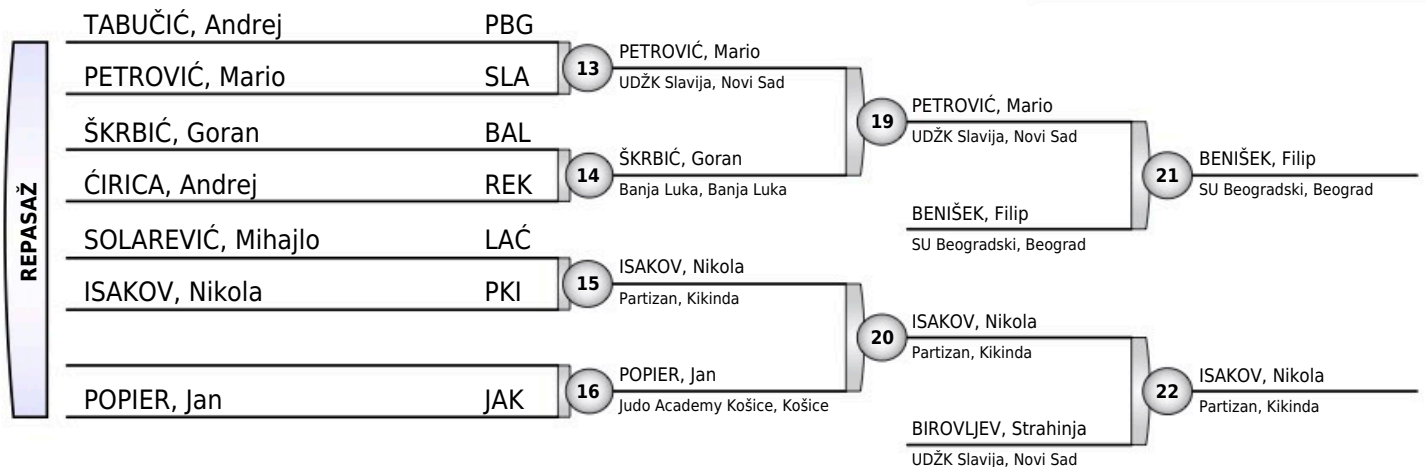 REPASAŽ
TABUČIĆ, Andrej PBG
PETROVIĆ, Mario SLA
ŠKRBIĆ, Goran BAL
ĆIRICA, Andrej REK
SOLAREVIĆ, Mihajlo LAĆ
ISAKOV, Nikola PKI
POPIER, Jan JAK
13
PETROVIĆ, Mario
UDŽK Slavija, Novi Sad
14
ŠKRBIĆ, Goran
Banja Luka, Banja Luka
15
ISAKOV, Nikola
Partizan, Kikinda
16
POPIER, Jan
Judo Academy Košice, Košice
19
PETROVIĆ, Mario
UDŽK Slavija, Novi Sad
BENIŠEK, Filip
SU Beogradski, Beograd
20
ISAKOV, Nikola
Partizan, Kikinda
BIROVLJEV, Strahinja
UDŽK Slavija, Novi Sad
21
BENIŠEK, Filip
SU Beogradski, Beograd
22
ISAKOV, Nikola
Partizan, Kikinda